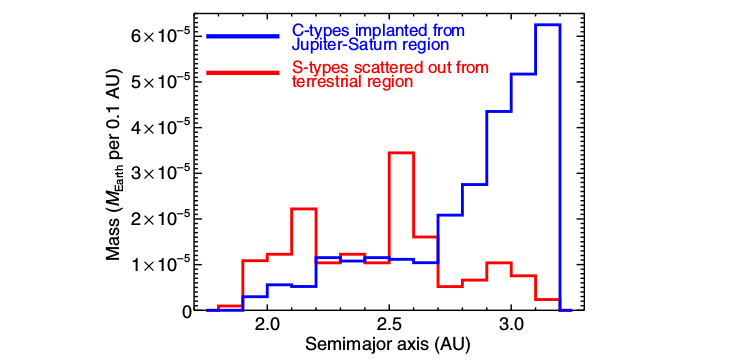 C-types implanted from
Jupiter-Saturn region
S-types scattered out from
terrestrial region
Mass (M_Earth per 0.1 AU)
6×10⁻⁵
5×10⁻⁵
4×10⁻⁵
3×10⁻⁵
2×10⁻⁵
1×10⁻⁵
0
2.0 2.5 3.0
Semimajor axis (AU)